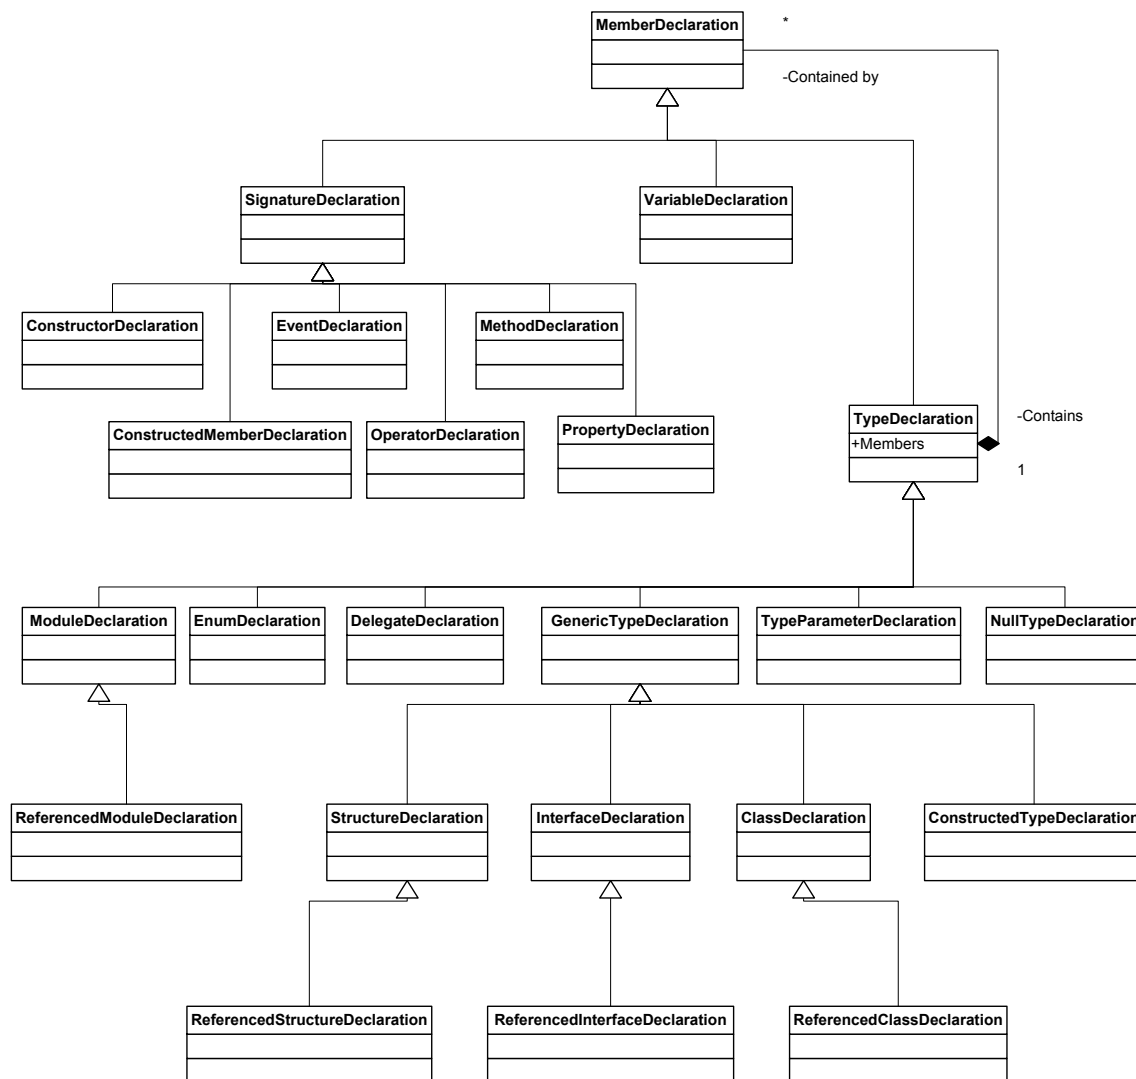 MemberDeclaration
*
-Contained by
SignatureDeclaration
VariableDeclaration
ConstructorDeclaration
EventDeclaration
MethodDeclaration
ConstructedMemberDeclaration
OperatorDeclaration
PropertyDeclaration
TypeDeclaration
+Members
-Contains
1
ModuleDeclaration
EnumDeclaration
DelegateDeclaration
GenericTypeDeclaration
TypeParameterDeclaration
NullTypeDeclaration
ReferencedModuleDeclaration
StructureDeclaration
InterfaceDeclaration
ClassDeclaration
ConstructedTypeDeclaration
ReferencedStructureDeclaration
ReferencedInterfaceDeclaration
ReferencedClassDeclaration